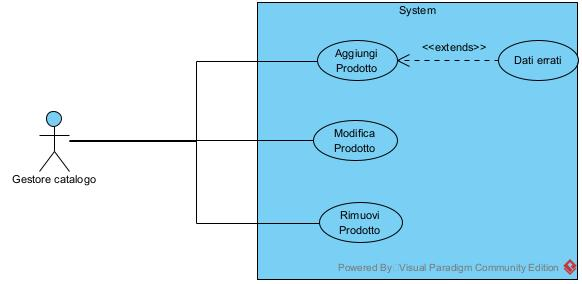 System
Aggiungi
Prodotto
<<extends>>
Dati errati
Modifica
Prodotto
Gestore catalogo
Rimuovi
Prodotto
Powered By Visual Paradigm Community Edition